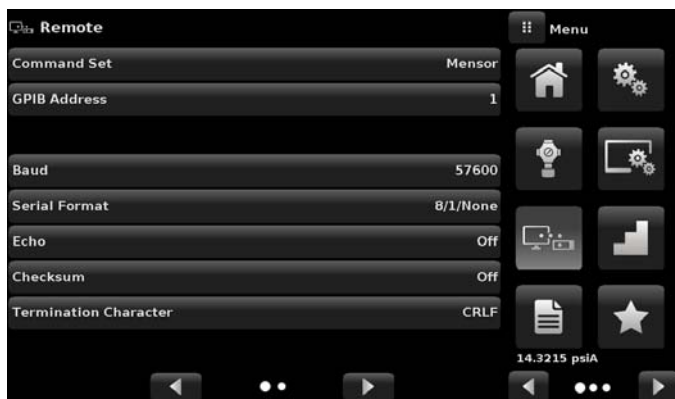 Remote
Menu
Command Set Mensor
GPIB Address 1
Baud 57600
Serial Format 8/1/None
Echo Off
Checksum Off
Termination Character CRLF
14.3215 psiA